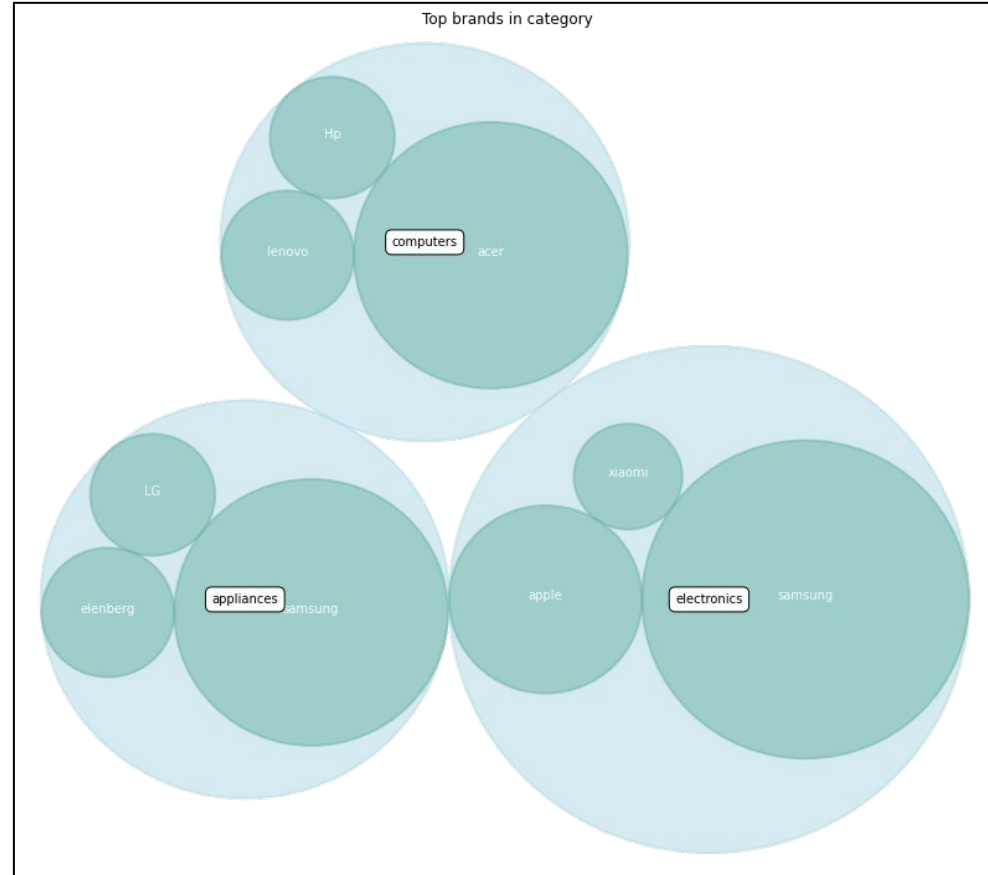 Top brands in category
Hp
computers
lenovo
acer
LG
xiaomi
appliances
elenberg
samsung
apple
electronics
samsung